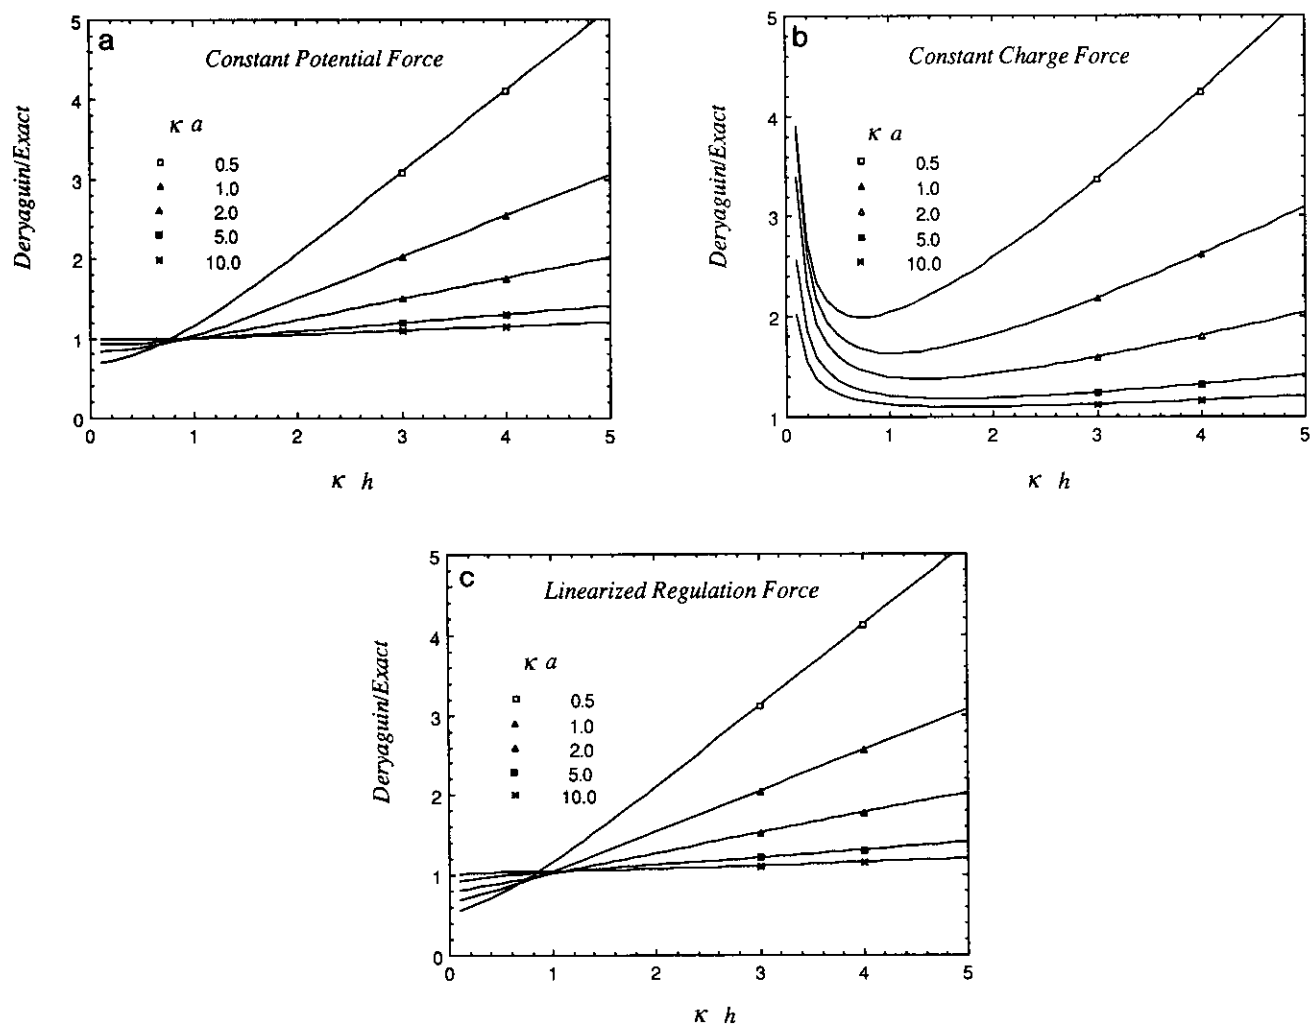 a
Constant Potential Force
Deryaguin/Exact
κ a
0.5
1.0
2.0
5.0
10.0
5
4
3
2
1
0
0 1 2 3 4 5
κ h
b
Constant Charge Force
Deryaguin/Exact
κ a
0.5
1.0
2.0
5.0
10.0
5
4
3
2
1
0 1 2 3 4 5
κ h
c
Linearized Regulation Force
Deryaguin/Exact
κ a
0.5
1.0
2.0
5.0
10.0
5
4
3
2
1
0
0 1 2 3 4 5
κ h